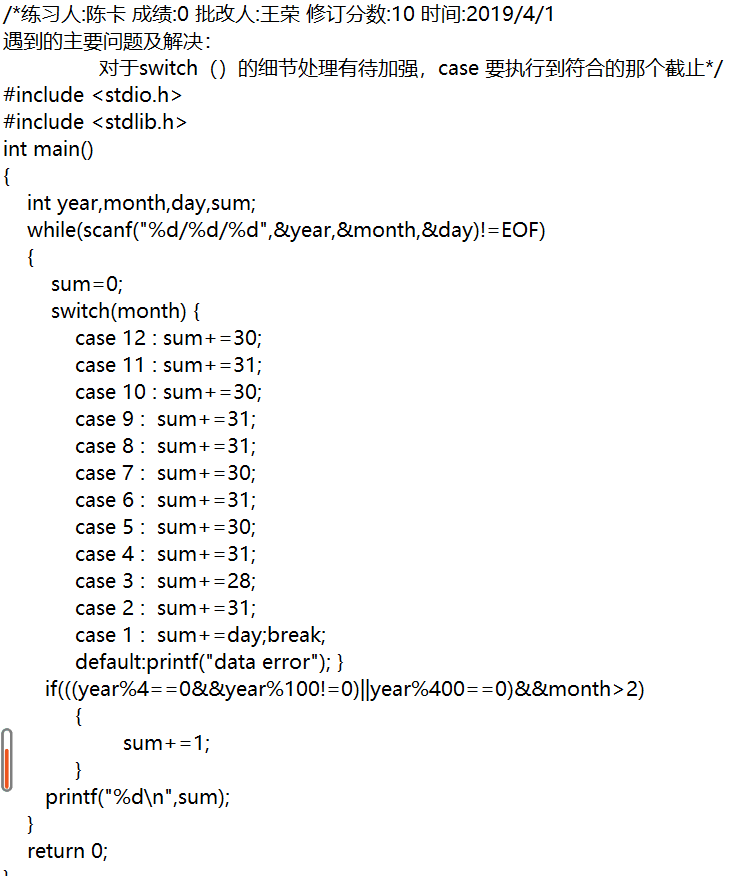 /*练习人:陈卡 成绩:0 批改人:王荣 修订分数:10 时间:2019/4/1
遇到的主要问题及解决：
对于switch（）的细节处理有待加强，case 要执行到符合的那个截止*/
#include <stdio.h>
#include <stdlib.h>
int main()
{
int year,month,day,sum;
while(scanf("%d/%d/%d",&year,&month,&day)!=EOF)
{
sum=0;
switch(month) {
case 12 : sum+=30;
case 11 : sum+=31;
case 10 : sum+=30;
case 9 :  sum+=31;
case 8 :  sum+=31;
case 7 :  sum+=30;
case 6 :  sum+=31;
case 5 :  sum+=30;
case 4 :  sum+=31;
case 3 :  sum+=28;
case 2 :  sum+=31;
case 1 :  sum+=day;break;
default:printf("data error"); }
if(((year%4==0&&year%100!=0)||year%400==0)&&month>2)
{
sum+=1;
}
printf("%d\n",sum);
}
return 0;